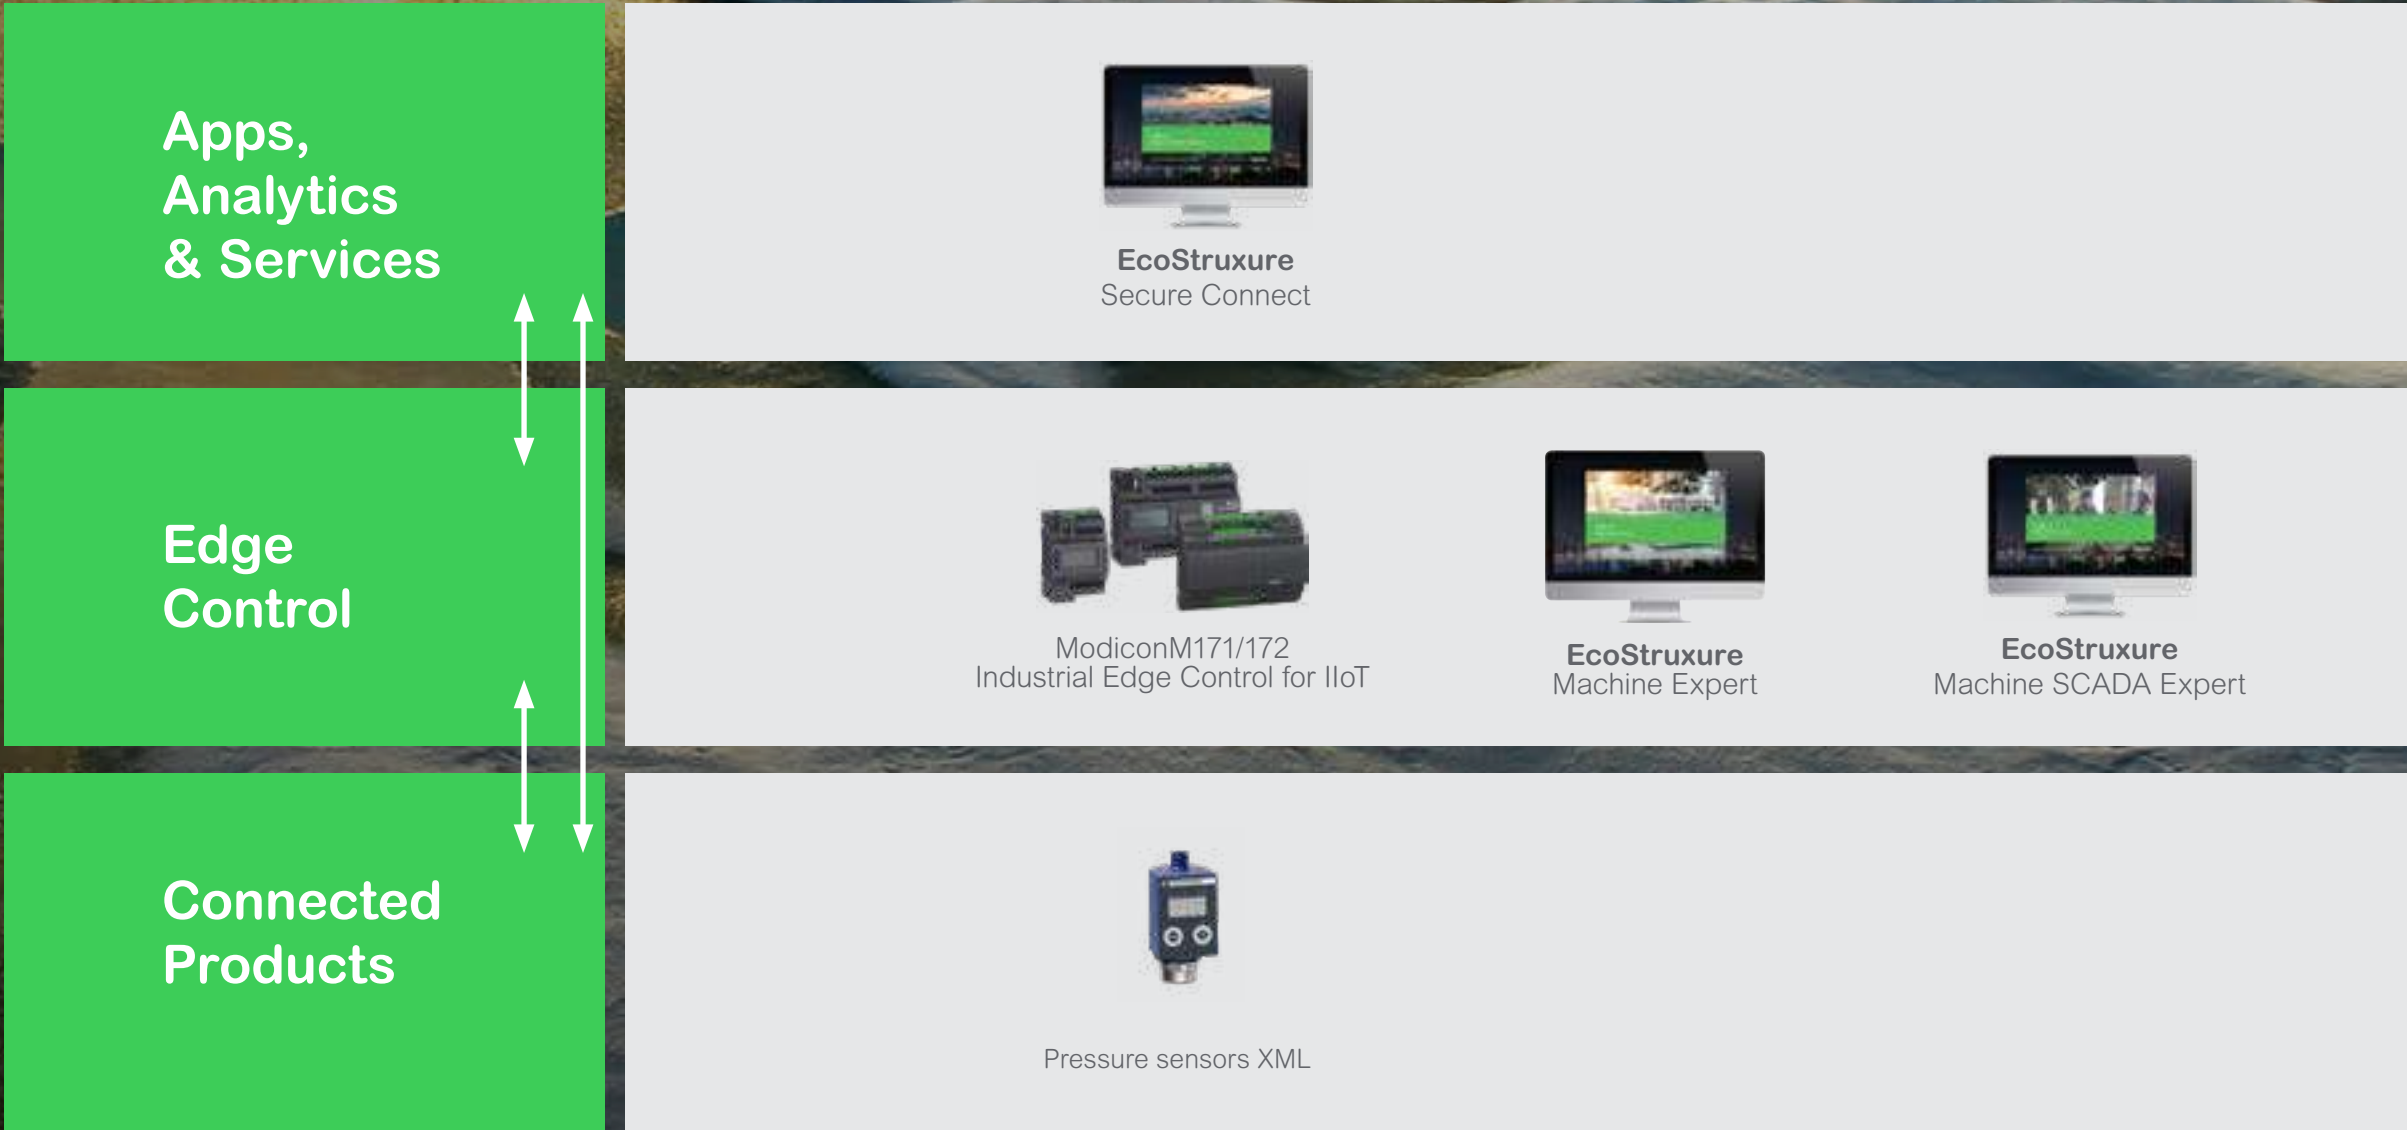 Apps,
Analytics
& Services
EcoStruxure
Secure Connect
Edge
Control
ModiconM171/172
Industrial Edge Control for IIoT
EcoStruxure
Machine Expert
EcoStruxure
Machine SCADA Expert
Connected
Products
Pressure sensors XML